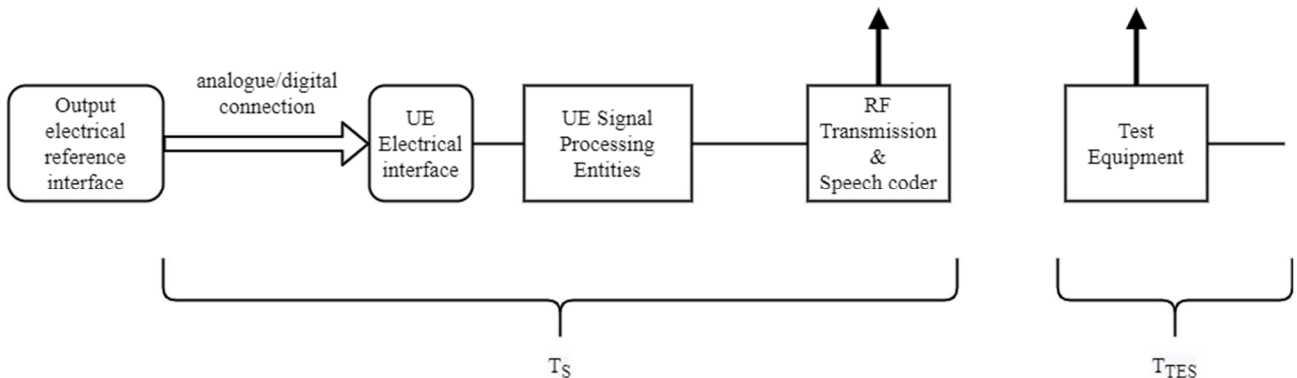 Output
electrical
reference
interface
analogue/digital
connection
UE
Electrical
interface
UE Signal
Processing
Entities
RF
Transmission
&
Speech coder
Test
Equipment
TS
TTES